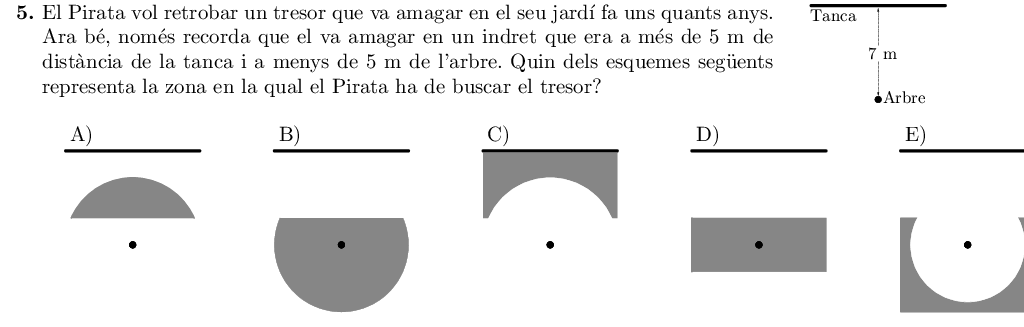 5. El Pirata vol retrobar un tresor que va amagar en el seu jardí fa uns quants anys.
Ara bé, només recorda que el va amagar en un indret que era a més de 5 m de
distància de la tanca i a menys de 5 m de l'arbre. Quin dels esquemes següents
representa la zona en la qual el Pirata ha de buscar el tresor?
Tanca
7 m
Arbre
A) B) C) D) E)